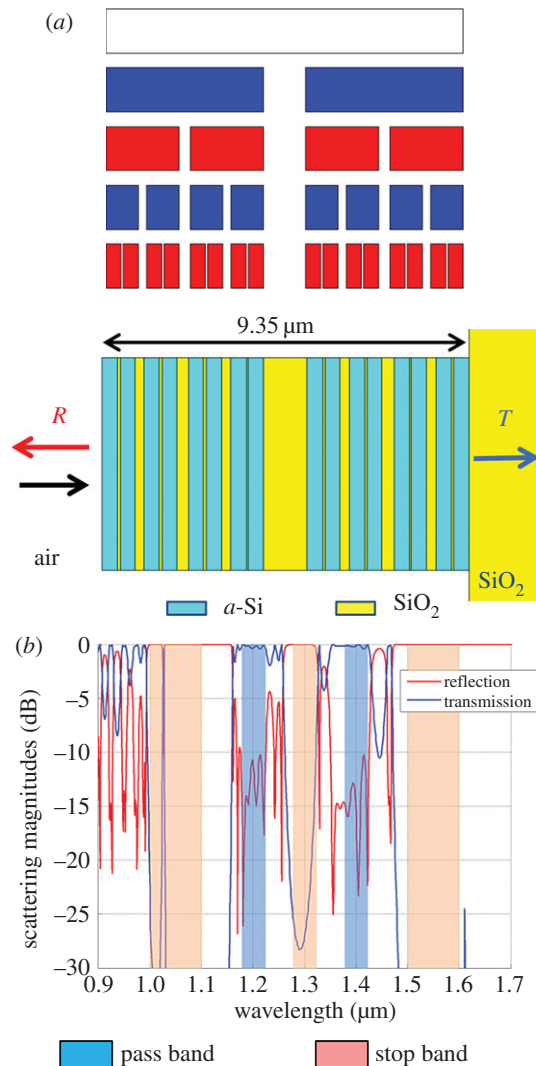 (a)
9.35 µm
R
T
air
SiO2
a-Si
SiO2
(b)
0
–5
–10
–15
–20
–25
–30
scattering magnitudes (dB)
reflection
transmission
0.9 1.0 1.1 1.2 1.3 1.4 1.5 1.6 1.7
wavelength (µm)
pass band
stop band